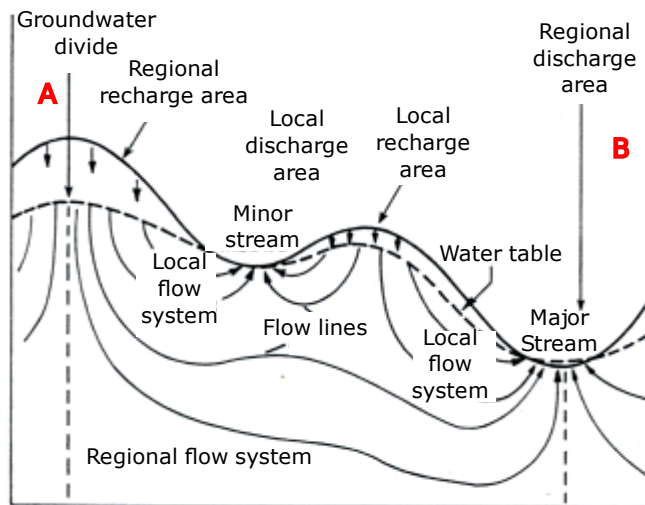 Groundwater
divide
A
Regional
recharge area
Local
discharge area
Local
recharge area
Regional
discharge
area
B
Minor
stream
Water table
Local
flow
system
Flow lines
Local
flow
system
Major
Stream
Regional flow system